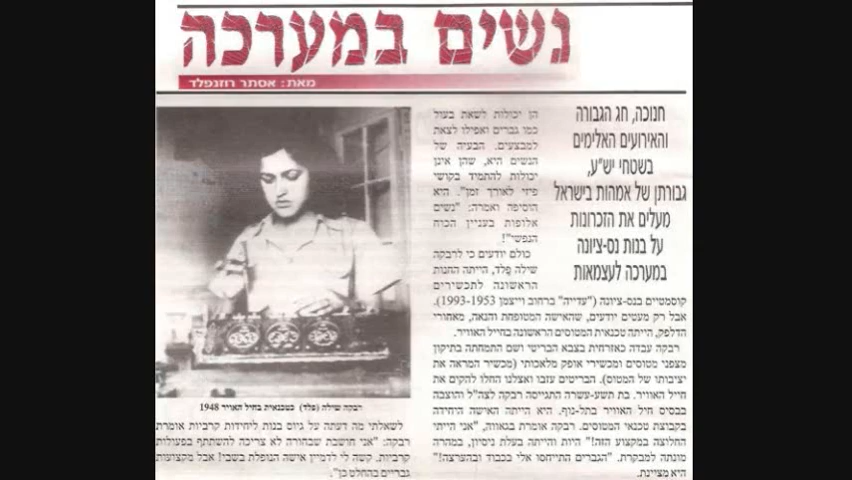 נשים במערכה
מאת: אסתר רוזנפלד
חנוכה, חג הגבורה
והאירועים האלימים
בשטחי יש"ע,
גבורתן של אמהות בישראל
מעלים את הזכרונות
על בנות נס-ציונה
במערכה לעצמאות
הן יכולות לשאת בעול
כמו גברים ואפילו לצאת
למבצעים. הבעיה של
הנשים היא, שהן אינן
יכולות להתמיד בקושי
פיזי לאורך זמן". היא
הוסיפה ואמרה: "נשים
אלופות בעניין הכוח
הנפשי"!
כולם יודעים כי לרבקה
שילה פלד, הייתה החנות
הראשונה לתכשירים
קוסמטיים בנס-ציונה ("עדייה" ברחוב וייצמן 1993-1953).
אבל רק מעטים יודעים, שהאישה המטופחת והנאה, מאחורי
הדלפק, הייתה טכנאית המטוסים הראשונה בחייל האוויר.
רבקה עבדה כאזרחית בצבא הבריטי ושם התמחתה בתיקון
מצפני מטוסים ומכשירי אופק מלאכותי (מכשיר המראה את
יציבותו של המטוס). הבריטים עזבו ואצלנו החלו להקים את
חייל האוויר. בת תשע-עשרה התגייסה רבקה לצה"ל והוצבה
בבסיס חיל האוויר בתל-נוף. היא הייתה האישה היחידה
בקבוצת טכנאי המטוסים. רבקה אומרת בגאווה, "אני הייתי
החלוצה במקצוע הזה!" היות והייתה בעלת ניסיון, במהרה
מונתה למבקרת. "הגברים התייחסו אלי בכבוד ובהערצה!"
היא מציינת.
רבקה שילה (פלד) כטכנאית בחיל האויר 1948
לשאלתי מה דעתה על גיוס בנות ליחידות קרביות אומרת
רבקה: "אני חושבת שבחורה לא צריכה להשתתף בפעולות
קרביות. קשה לי לדמיין אישה הנופלת בשבי! אבל מקצועות
גבריים בהחלט כן".